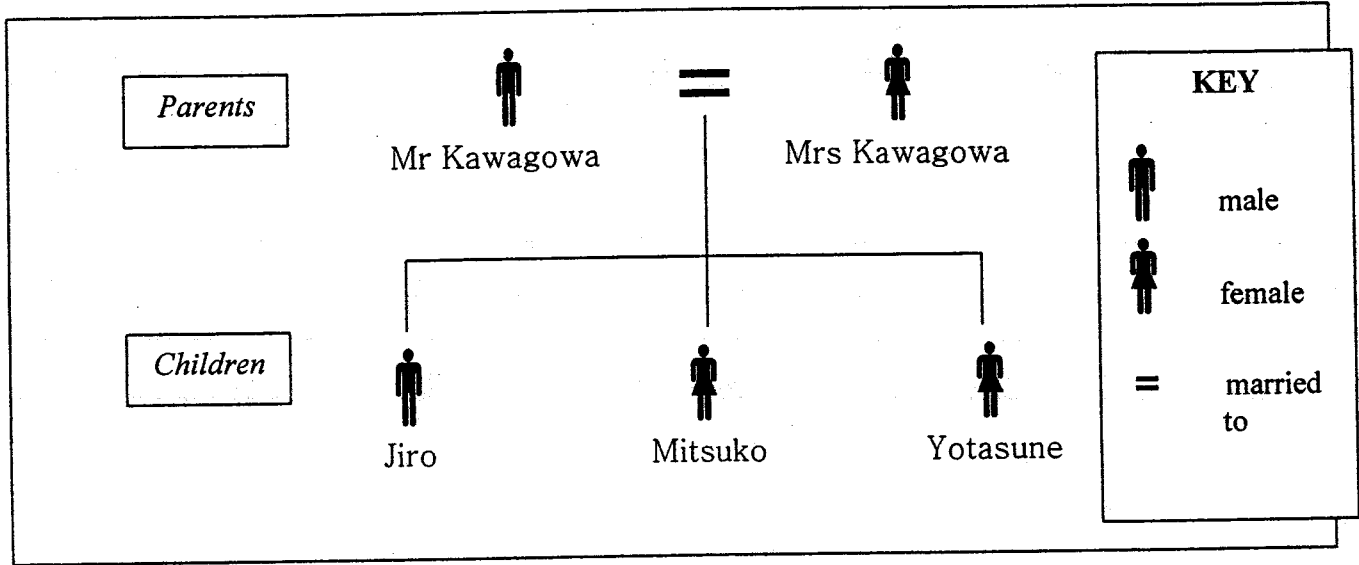 Parents
Mr Kawagowa
=
Mrs Kawagowa
Children
Jiro
Mitsuko
Yotasune
KEY
male
female
= married
to